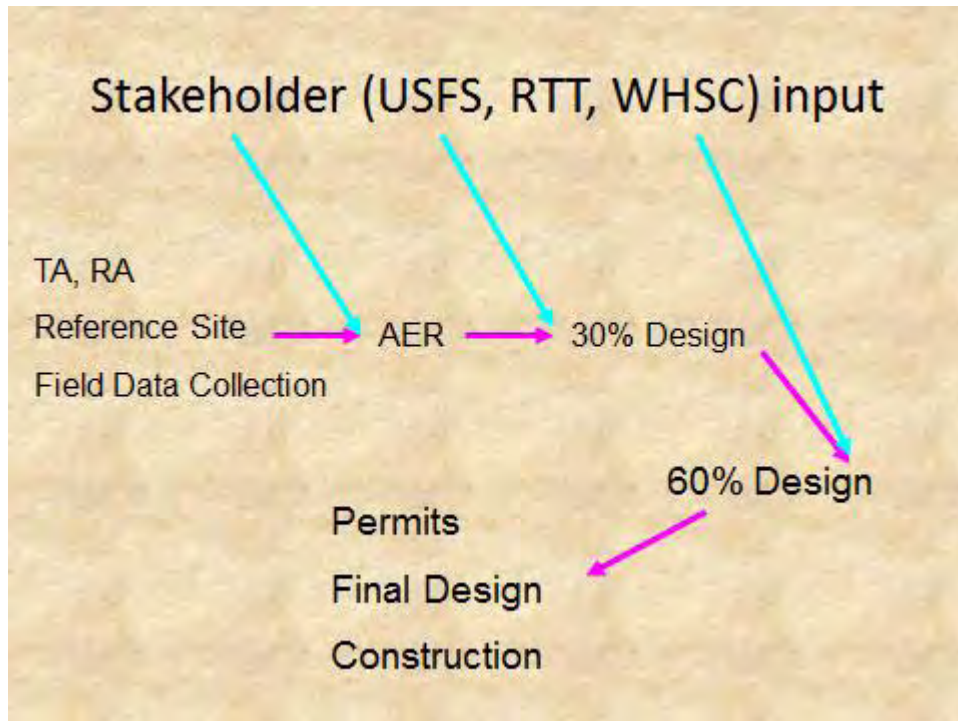 Stakeholder (USFS, RTT, WHSC) input
TA, RA
Reference Site
Field Data Collection
AER
30% Design
60% Design
Permits
Final Design
Construction